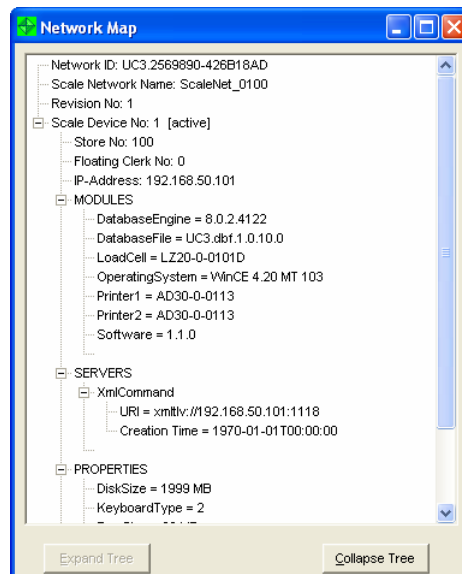 Network Map
Network ID: UC3.2569890-426B18AD
Scale Network Name: ScaleNet_0100
Revision No: 1
Scale Device No: 1 [active]
Store No: 100
Floating Clerk No: 0
IP-Address: 192.168.50.101
MODULES
DatabaseEngine = 8.0.2.4122
DatabaseFile = UC3.dbf.1.0.10.0
LoadCell = LZ20-0-0101D
OperatingSystem = WinCE 4.20 MT 103
Printer1 = AD30-0-0113
Printer2 = AD30-0-0113
Software = 1.1.0
SERVERS
XmlCommand
URI = xmltlv://192.168.50.101:1118
Creation Time = 1970-01-01T00:00:00
PROPERTIES
DiskSize = 1999 MB
KeyboardType = 2
Expand Tree
Collapse Tree